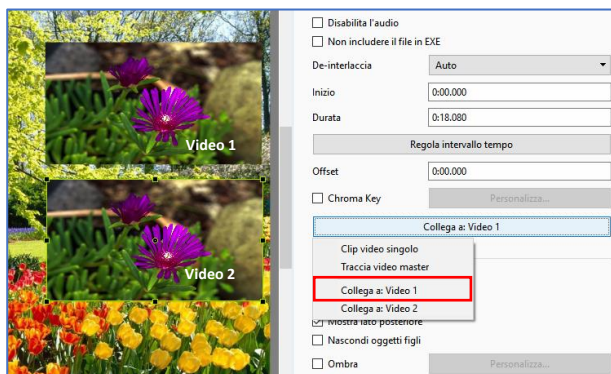 Disabilita l'audio
Non includere il file in EXE
De-interlaccia Auto
Inizio 0:00.000
Durata 0:18.080
Regola intervallo tempo
Offset 0:00.000
Chroma Key Personalizza...
Collega a: Video 1
Clip video singolo
Traccia video master
Collega a: Video 1
Collega a: Video 2
Mostra lato posteriore
Nascondi oggetti figli
Ombra Personalizza...
Video 1
Video 2